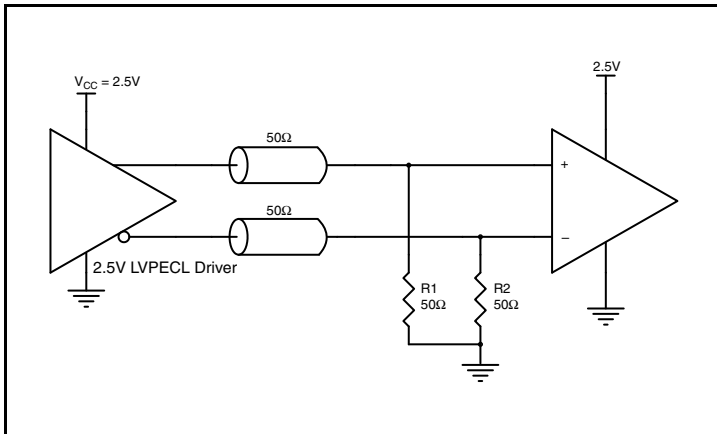 V_CC = 2.5V
2.5V
50Ω
50Ω
+
–
2.5V LVPECL Driver
R1
50Ω
R2
50Ω